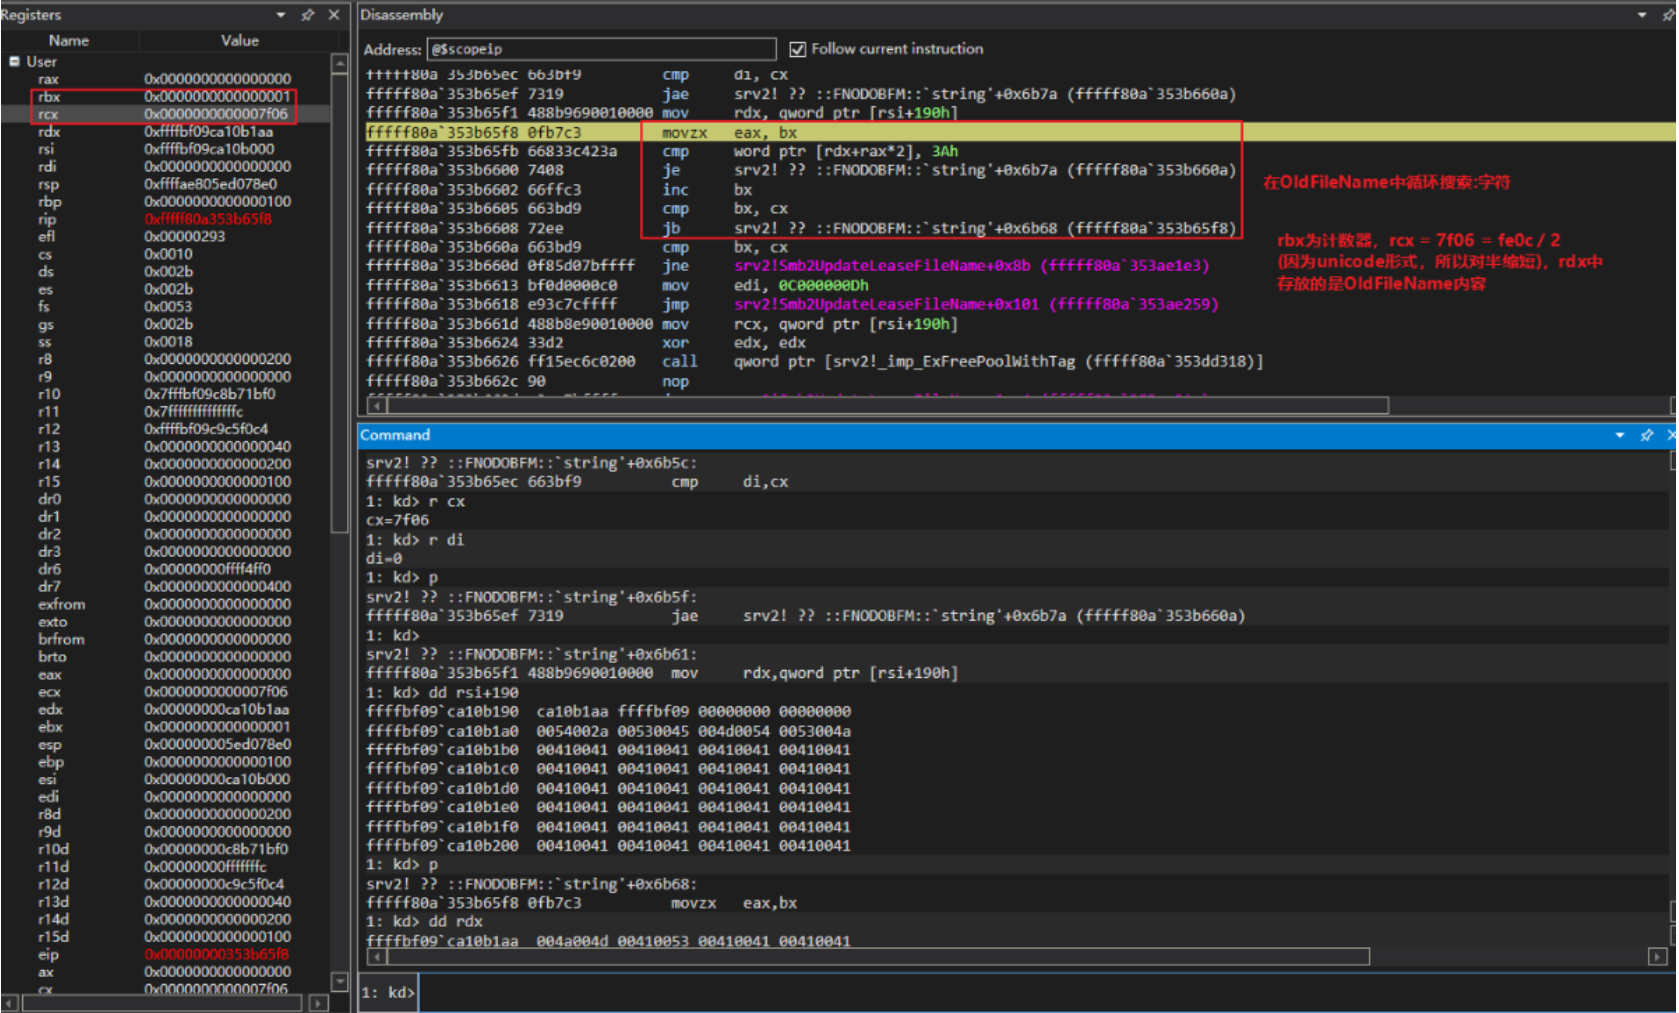 Registers
Name Value
User
rax 0x0000000000000000
rbx 0x0000000000000001
rcx 0x0000000000007f06
rdx 0xffffbf09ca10b1aa
rsi 0xffffbf09ca10b000
rdi 0x0000000000000000
rsp 0xffffae805ed078e0
rbp 0x0000000000000100
rip 0xfffff80a353b65f8
efl 0x00000293
cs 0x0010
ds 0x002b
es 0x002b
fs 0x0053
gs 0x002b
ss 0x0018
r8 0x0000000000000200
r9 0x0000000000000000
r10 0x7fffbf09c8b71bf0
r11 0x7ffffffffffffffc
r12 0xffffbf09c9c5f0c4
r13 0x0000000000000040
r14 0x0000000000000200
r15 0x0000000000000100
dr0 0x0000000000000000
dr1 0x0000000000000000
dr2 0x0000000000000000
dr3 0x0000000000000000
dr6 0x00000000ffff4ff0
dr7 0x0000000000000400
exfrom 0x0000000000000000
exto 0x0000000000000000
brfrom 0x0000000000000000
brto 0x0000000000000000
eax 0x0000000000000000
ecx 0x0000000000007f06
edx 0x00000000ca10b1aa
ebx 0x0000000000000001
esp 0x000000005ed078e0
ebp 0x0000000000000100
esi 0x00000000ca10b000
edi 0x0000000000000000
r8d 0x0000000000000200
r9d 0x0000000000000000
r10d 0x00000000c8b71bf0
r11d 0x00000000fffffffc
r12d 0x00000000c9c5f0c4
r13d 0x0000000000000040
r14d 0x0000000000000200
r15d 0x0000000000000100
eip 0x00000000353b65f8
ax 0x0000000000000000
cx 0x0000000000007f06
Disassembly
Address: @$scopeip Follow current instruction
fffff80a`353b65ec 663bf9 cmp di, cx
fffff80a`353b65ef 7319 jae srv2! ?? ::FNODOBFM::`string'+0x6b7a (fffff80a`353b660a)
fffff80a`353b65f1 488b9690010000 mov rdx, qword ptr [rsi+190h]
fffff80a`353b65f8 0fb7c3 movzx eax, bx
fffff80a`353b65fb 66833c423a cmp word ptr [rdx+rax*2], 3Ah
fffff80a`353b6600 7408 je srv2! ?? ::FNODOBFM::`string'+0x6b7a (fffff80a`353b660a)
fffff80a`353b6602 66ffc3 inc bx
fffff80a`353b6605 663bd9 cmp bx, cx
fffff80a`353b6608 72ee jb srv2! ?? ::FNODOBFM::`string'+0x6b68 (fffff80a`353b65f8)
fffff80a`353b660a 663bd9 cmp bx, cx
fffff80a`353b660d 0f85d07bffff jne srv2!Smb2UpdateLeaseFileName+0x8b (fffff80a`353ae1e3)
fffff80a`353b6613 bf0d0000c0 mov edi, 0C000000Dh
fffff80a`353b6618 e93c7cffff jmp srv2!Smb2UpdateLeaseFileName+0x101 (fffff80a`353ae259)
fffff80a`353b661d 488b8e90010000 mov rcx, qword ptr [rsi+190h]
fffff80a`353b6624 33d2 xor edx, edx
fffff80a`353b6626 ff15ec6c0200 call qword ptr [srv2!_imp_ExFreePoolWithTag (fffff80a`353dd318)]
fffff80a`353b662c 90 nop
在OldFileName中循环搜索:字符
rbx为计数器，rcx = 7f06 = fe0c / 2
(因为unicode形式，所以对半缩短)，rdx中
存放的是OldFileName内容
Command
srv2! ?? ::FNODOBFM::`string'+0x6b5c:
fffff80a`353b65ec 663bf9 cmp di,cx
1: kd> r cx
cx=7f06
1: kd> r di
di=0
1: kd> p
srv2! ?? ::FNODOBFM::`string'+0x6b5f:
fffff80a`353b65ef 7319 jae srv2! ?? ::FNODOBFM::`string'+0x6b7a (fffff80a`353b660a)
1: kd>
srv2! ?? ::FNODOBFM::`string'+0x6b61:
fffff80a`353b65f1 488b9690010000 mov rdx,qword ptr [rsi+190h]
1: kd> dd rsi+190
ffffbf09`ca10b190 ca10b1aa ffffbf09 00000000 00000000
ffffbf09`ca10b1a0 0054002a 00530045 004d0054 0053004a
ffffbf09`ca10b1b0 00410041 00410041 00410041 00410041
ffffbf09`ca10b1c0 00410041 00410041 00410041 00410041
ffffbf09`ca10b1d0 00410041 00410041 00410041 00410041
ffffbf09`ca10b1e0 00410041 00410041 00410041 00410041
ffffbf09`ca10b1f0 00410041 00410041 00410041 00410041
ffffbf09`ca10b200 00410041 00410041 00410041 00410041
1: kd> p
srv2! ?? ::FNODOBFM::`string'+0x6b68:
fffff80a`353b65f8 0fb7c3 movzx eax,bx
1: kd> dd rdx
ffffbf09`ca10b1aa 004a004d 00410053 00410041 00410041
1: kd>